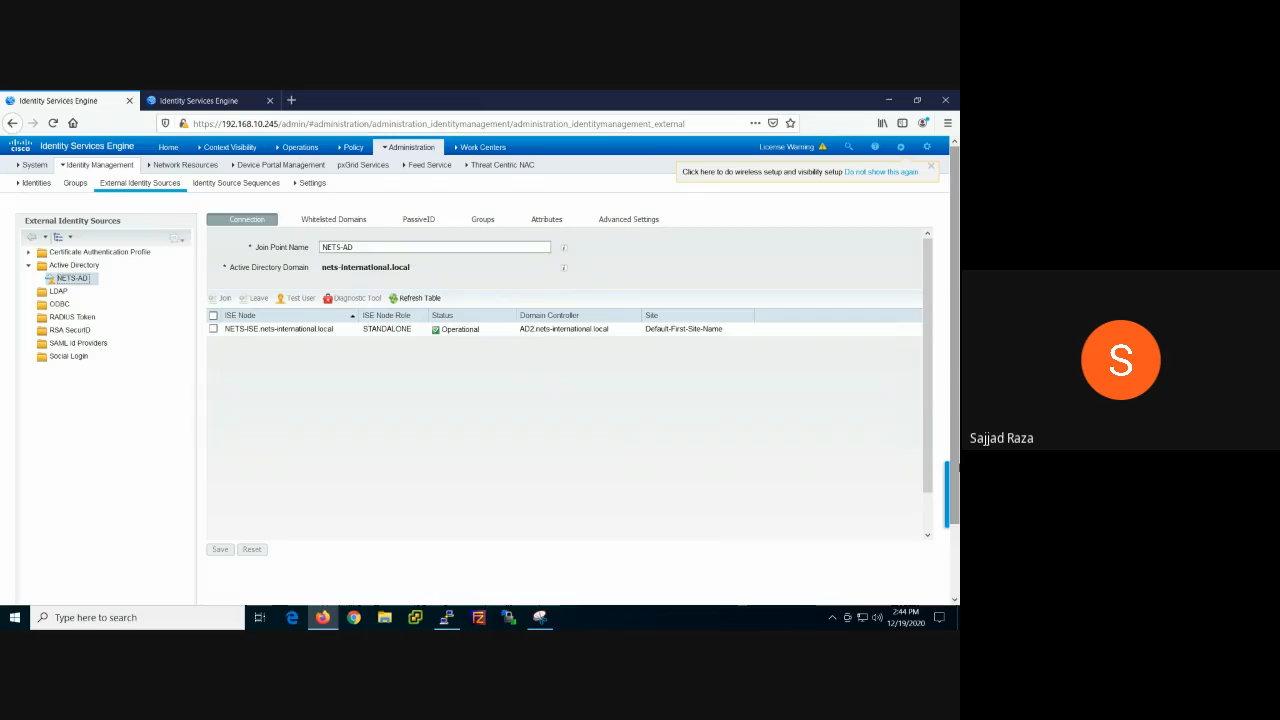 Identity Services Engine
Identity Services Engine
https://192.168.10.245/admin/#administration/administration_identitymanagement/administration_identitymanagement_external
CISCO Identity Services Engine Home Context Visibility Operations Policy Administration Work Centers License Warning
System Identity Management Network Resources Device Portal Management pxGrid Services Feed Service Threat Centric NAC
Click here to do wireless setup and visibility setup Do not show this again.
Identities Groups External Identity Sources Identity Source Sequences Settings
External Identity Sources
Certificate Authentication Profile
Active Directory
NETS-AD
LDAP
ODBC
RADIUS Token
RSA SecurID
SAML Id Providers
Social Login
Connection Whitelisted Domains PassiveID Groups Attributes Advanced Settings
* Join Point Name NETS-AD
* Active Directory Domain nets-international.local
Join Leave Test User Diagnostic Tool Refresh Table
ISE Node ISE Node Role Status Domain Controller Site
NETS-ISE.nets-international.local STANDALONE Operational AD2.nets-international.local Default-First-Site-Name
Save Reset
Type here to search
2:44 PM
12/19/2020
S
Sajjad Raza